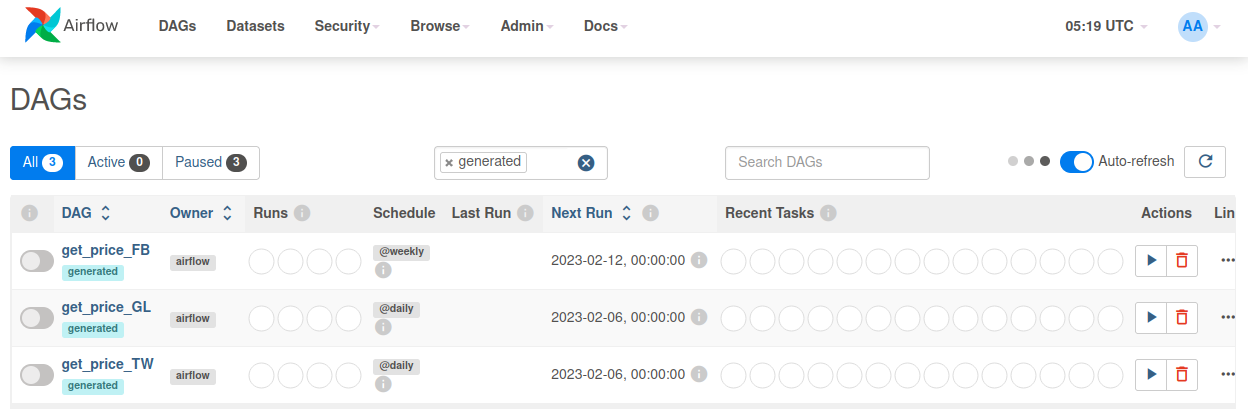 Airflow DAGs Datasets Security Browse Admin Docs 05:19 UTC AA
DAGs
All 3 Active 0 Paused 3 × generated Search DAGs Auto-refresh
DAG Owner Runs Schedule Last Run Next Run Recent Tasks Actions Lin
get_price_FB airflow @weekly 2023-02-12, 00:00:00
generated
get_price_GL airflow @daily 2023-02-06, 00:00:00
generated
get_price_TW airflow @daily 2023-02-06, 00:00:00
generated